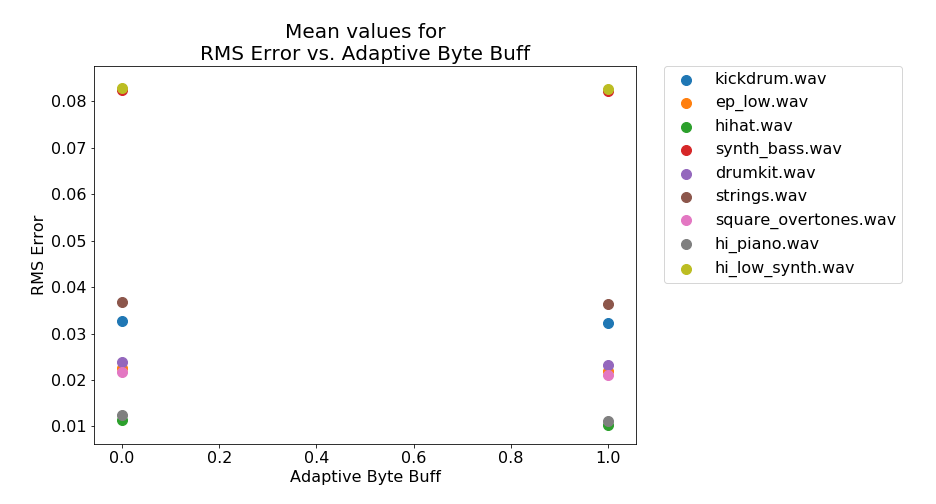 Mean values for
RMS Error vs. Adaptive Byte Buff
RMS Error
0.08
0.07
0.06
0.05
0.04
0.03
0.02
0.01
0.0 0.2 0.4 0.6 0.8 1.0
Adaptive Byte Buff
kickdrum.wav
ep_low.wav
hihat.wav
synth_bass.wav
drumkit.wav
strings.wav
square_overtones.wav
hi_piano.wav
hi_low_synth.wav